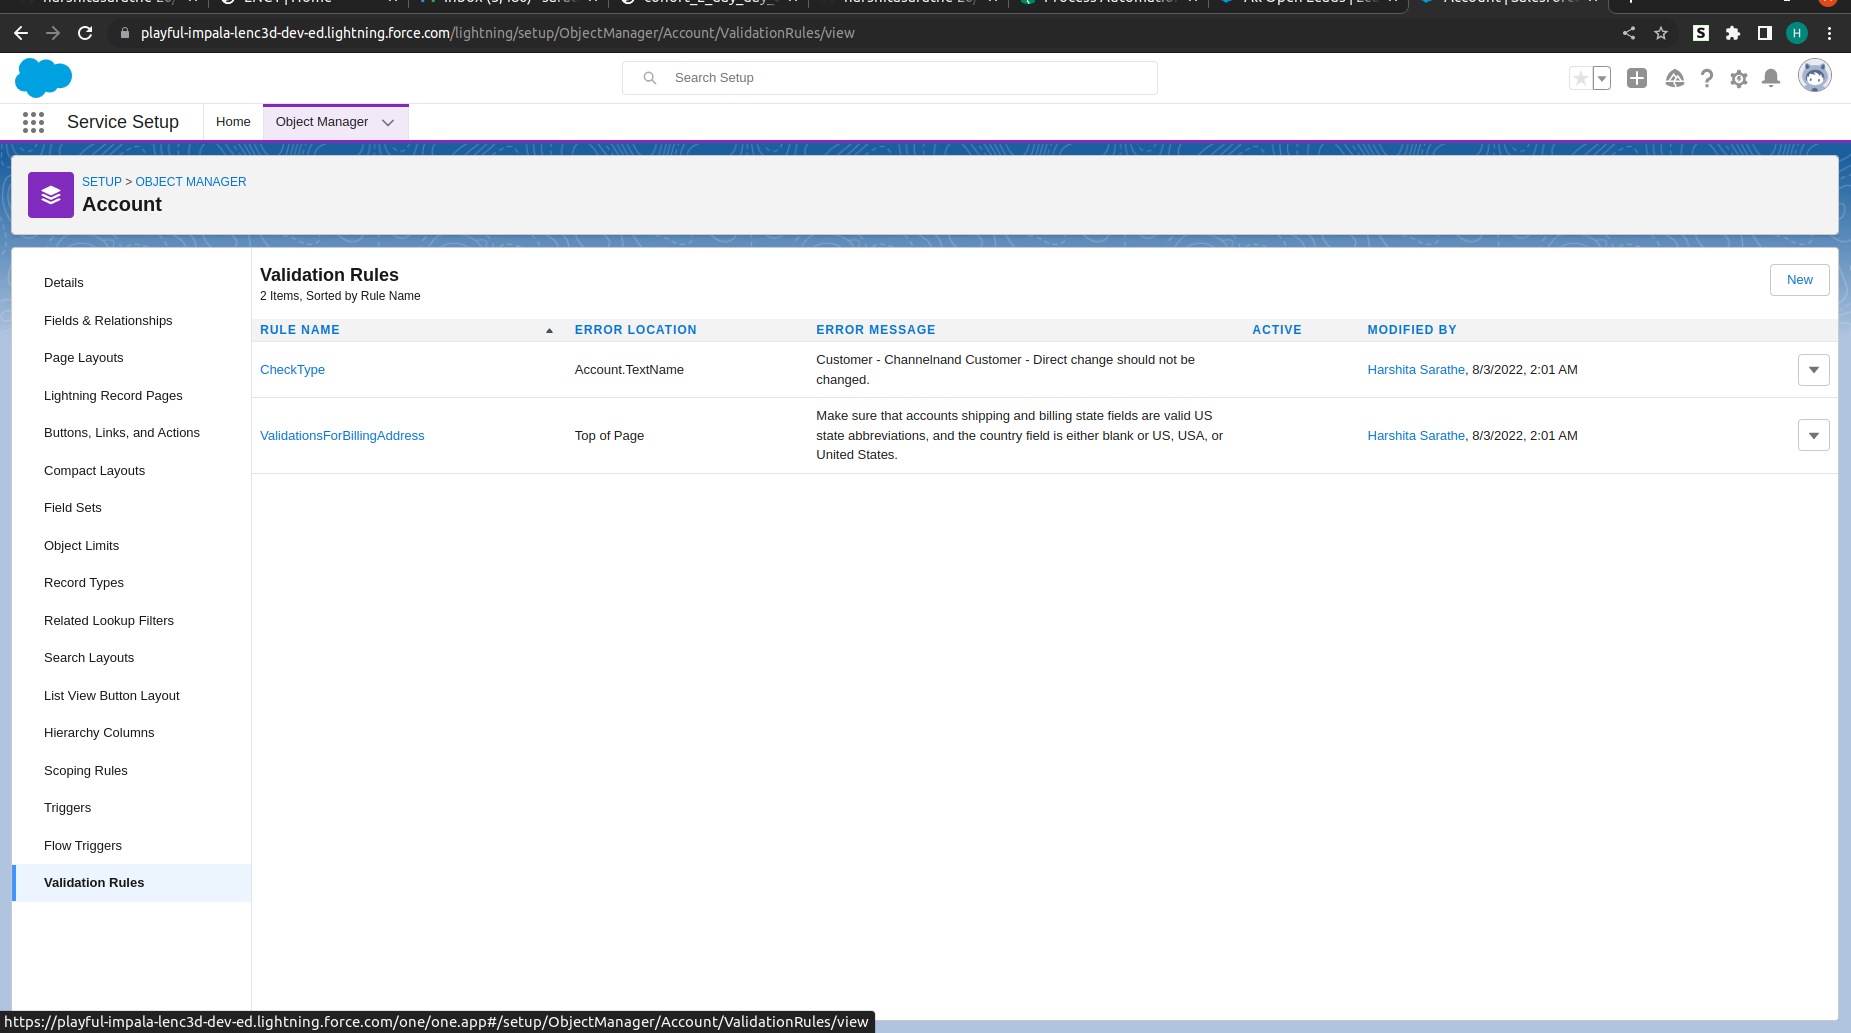 playful-impala-lenc3d-dev-ed.lightning.force.com/lightning/setup/ObjectManager/Account/ValidationRules/view
S
H
Search Setup
Service Setup
Home
Object Manager
SETUP > OBJECT MANAGER
Account
Details
Fields & Relationships
Page Layouts
Lightning Record Pages
Buttons, Links, and Actions
Compact Layouts
Field Sets
Object Limits
Record Types
Related Lookup Filters
Search Layouts
List View Button Layout
Hierarchy Columns
Scoping Rules
Triggers
Flow Triggers
Validation Rules
Validation Rules
2 Items, Sorted by Rule Name
New
RULE NAME ERROR LOCATION ERROR MESSAGE ACTIVE MODIFIED BY
CheckType Account.TextName Customer - Channelnand Customer - Direct change should not be
changed. Harshita Sarathe, 8/3/2022, 2:01 AM
ValidationsForBillingAddress Top of Page Make sure that accounts shipping and billing state fields are valid US
state abbreviations, and the country field is either blank or US, USA, or
United States. Harshita Sarathe, 8/3/2022, 2:01 AM
https://playful-impala-lenc3d-dev-ed.lightning.force.com/one/one.app#/setup/ObjectManager/Account/ValidationRules/view